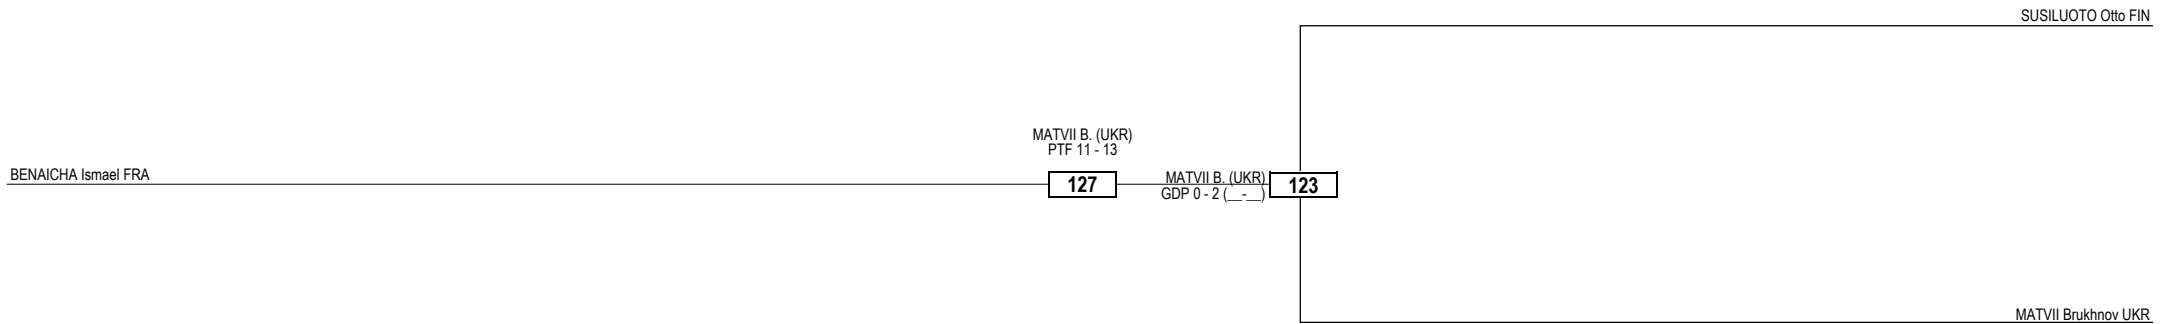 SUSILUOTO Otto FIN
MATVII B. (UKR)
PTF 11 - 13
BENAICHA Ismael FRA
127
MATVII B. (UKR)
GDP 0 - 2 (__-__)
123
MATVII Brukhnov UKR